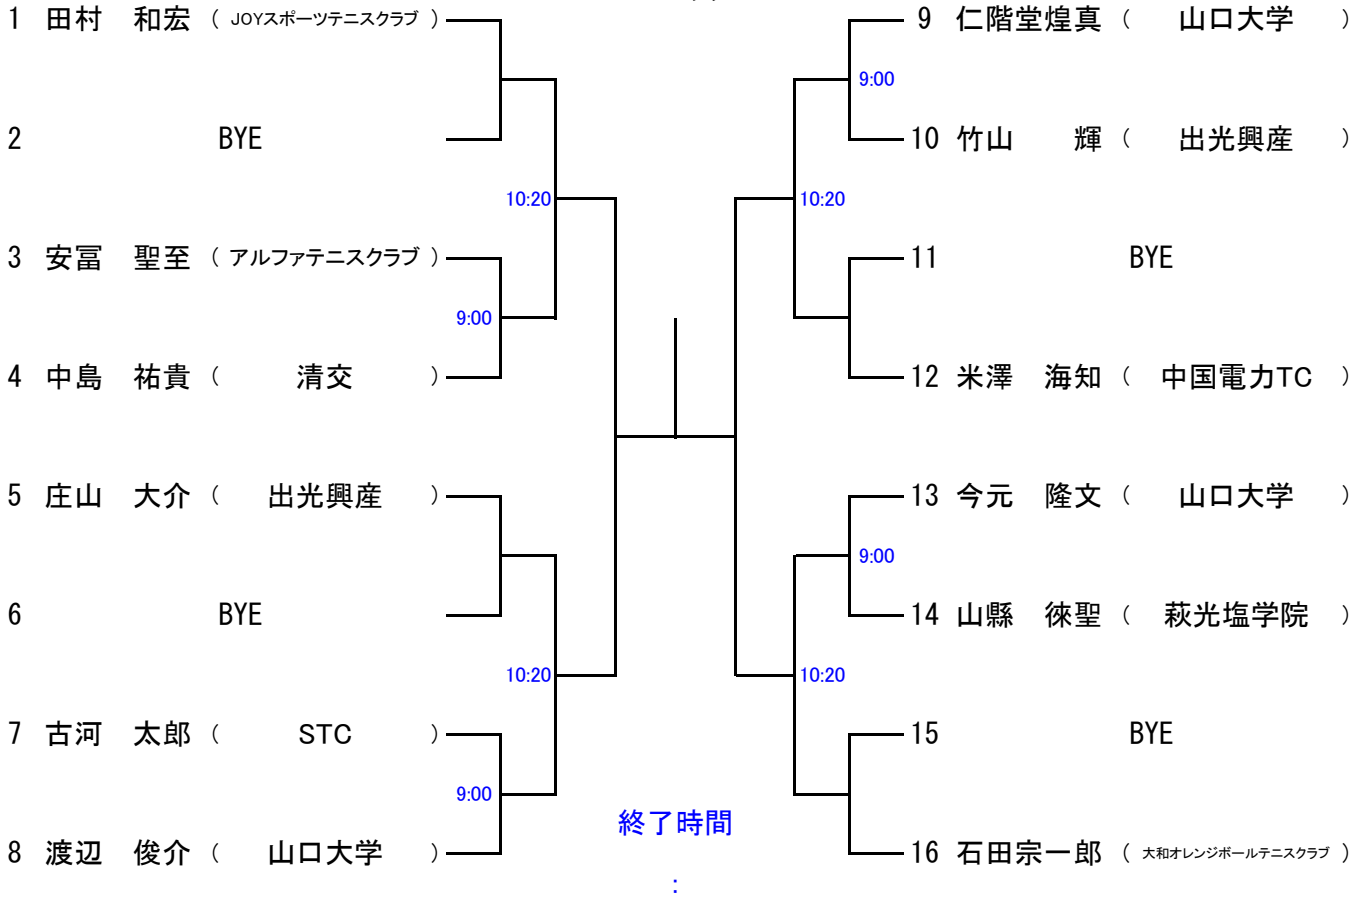 1 田村 和宏 ( JOYスポーツテニスクラブ )
2 BYE
10:20
3 安冨 聖至 ( アルファテニスクラブ )
9:00
4 中島 祐貴 ( 清交 )
5 庄山 大介 ( 出光興産 )
6 BYE
10:20
7 古河 太郎 ( STC )
9:00
8 渡辺 俊介 ( 山口大学 )
終了時間
:
9 仁階堂煌真 ( 山口大学 )
9:00
10 竹山 輝 ( 出光興産 )
10:20
11 BYE
12 米澤 海知 ( 中国電力TC )
13 今元 隆文 ( 山口大学 )
9:00
14 山縣 徠聖 ( 萩光塩学院 )
10:20
15 BYE
16 石田宗一郎 ( 大和オレンジボールテニスクラブ )